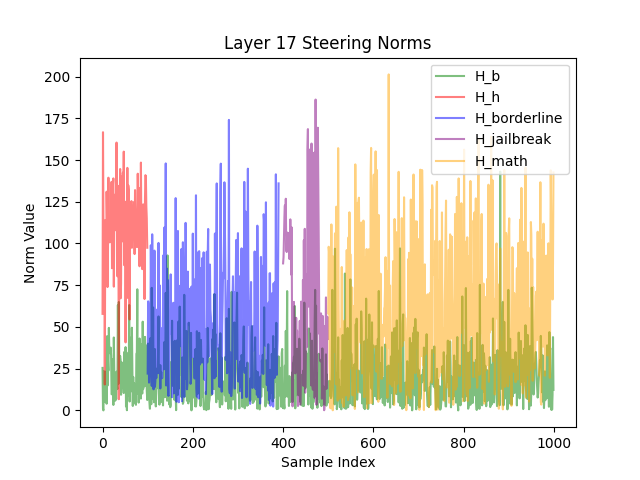 Layer 17 Steering Norms
200
175
150
125
100
75
50
25
0
Norm Value
H_b
H_h
H_borderline
H_jailbreak
H_math
0
200
400
600
800
1000
Sample Index